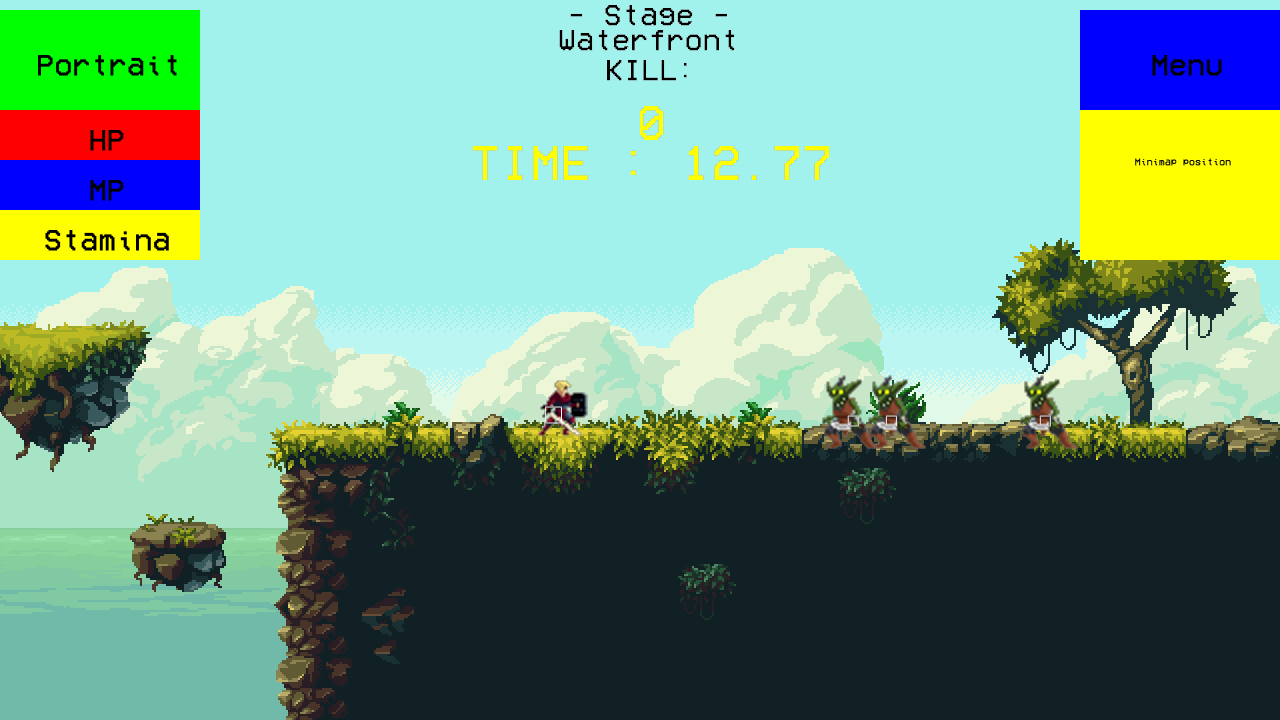 - Stage -
Waterfront
KILL:
0
TIME : 12.77
Portrait
HP
MP
Stamina
Menu
Minimap position